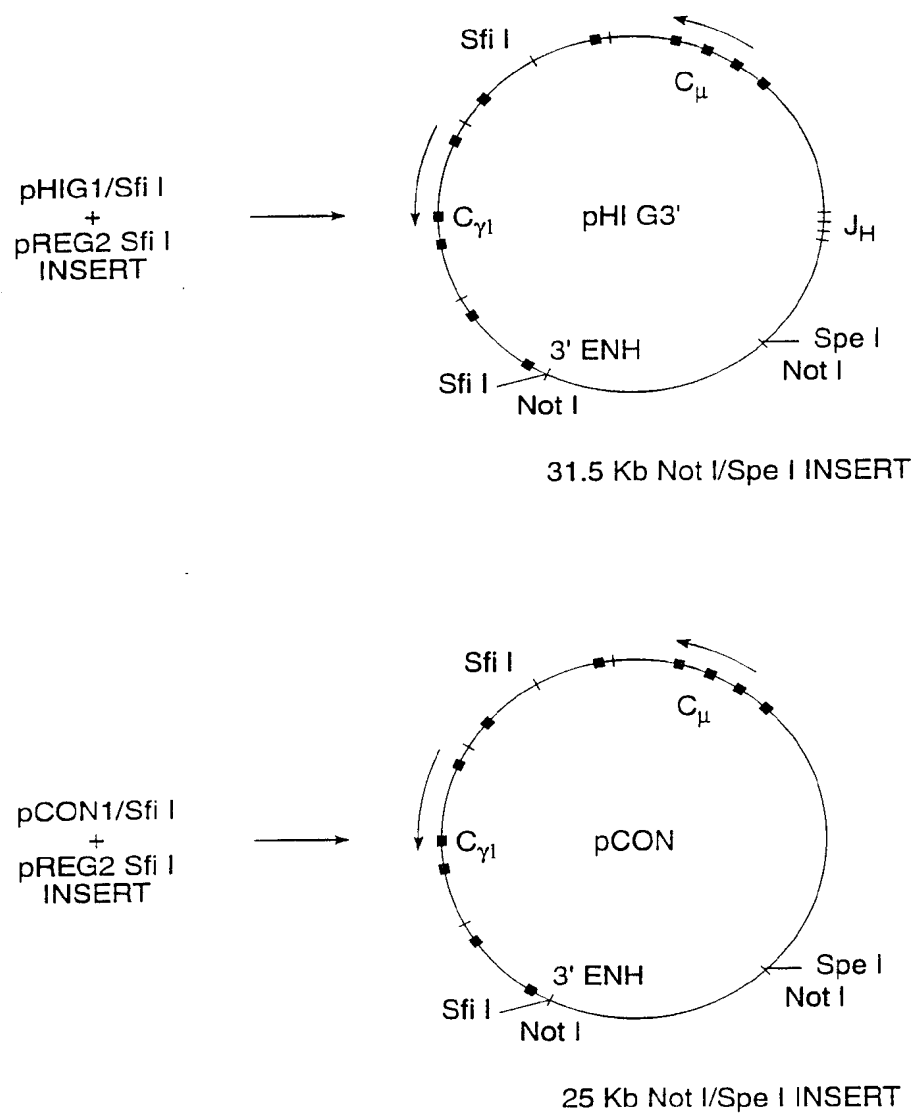 Sfi I
Cμ
pHIG1/Sfi I
+
pREG2 Sfi I
INSERT
Cγ1
pHI G3'
JH
3' ENH
Spe I
Sfi I
Not I
Not I
31.5 Kb Not I/Spe I INSERT
Sfi I
Cμ
pCON1/Sfi I
+
pREG2 Sfi I
INSERT
Cγ1
pCON
3' ENH
Spe I
Sfi I
Not I
Not I
25 Kb Not I/Spe I INSERT